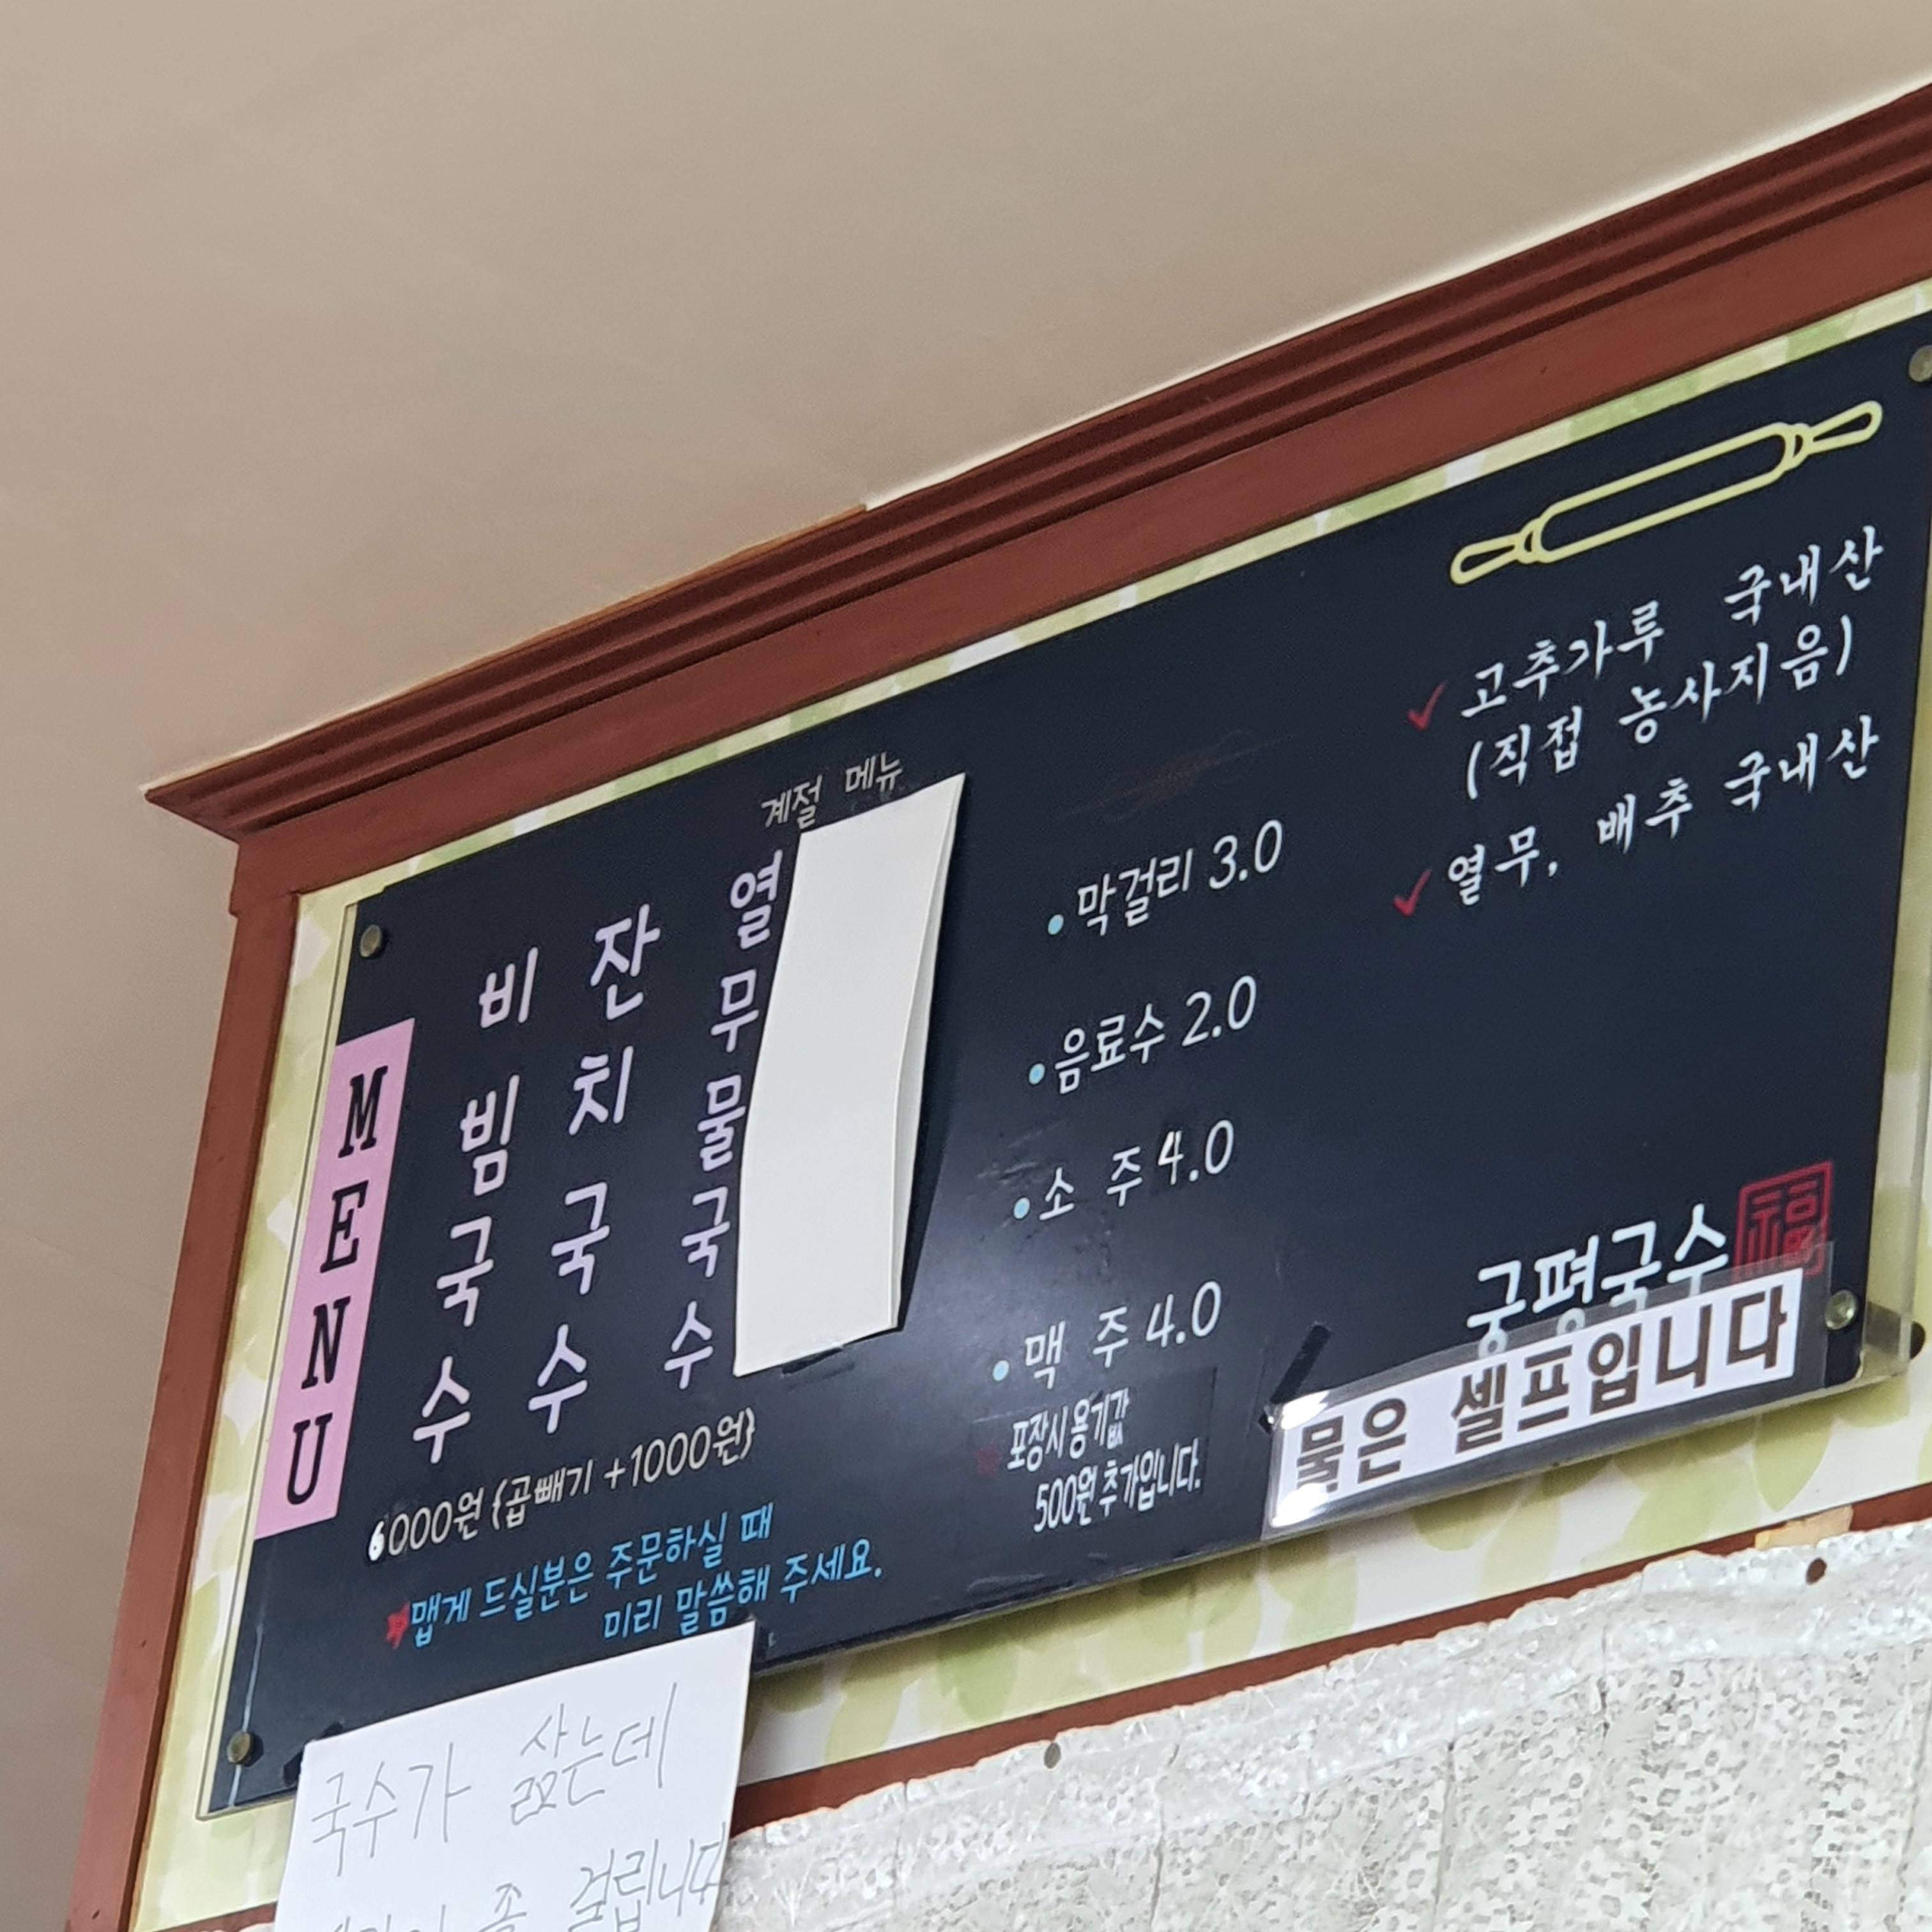 MENU
비빔국수
잔치국수
계절 메뉴
열무물국수
6000원 {곱빼기 +1000원}
맵게 드실분은 주문하실 때
미리 말씀해 주세요.
• 막걸리 3.0
• 음료수 2.0
• 소 주 4.0
• 맥 주 4.0
포장시 용기값
500원 추가입니다.
✓ 고추가루 국내산
(직접 농사지음)
✓ 열무, 배추 국내산
궁평국수 福
물은 셀프입니다
국수가 삶는데
좀 걸립니다